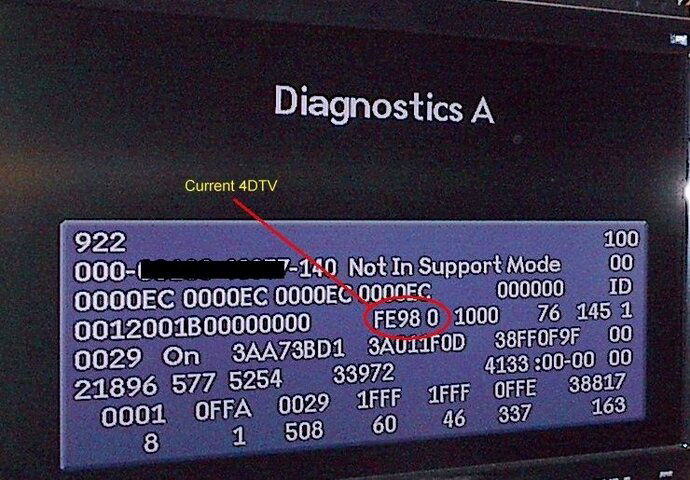 Diagnostics A
Current 4DTV
922 100
000- -140 Not In Support Mode 00
0000EC 0000EC 0000EC 0000EC 000000 ID
0012001B00000000 FE98 0 1000 76 145 1
0029 On 3AA73BD1 3A011F0D 38FF0F9F 00
21896 577 5254 33972 4133 :00-00 00
0001 0FFA 0029 1FFF 1FFF 0FFE 38817
8 1 508 60 46 337 163